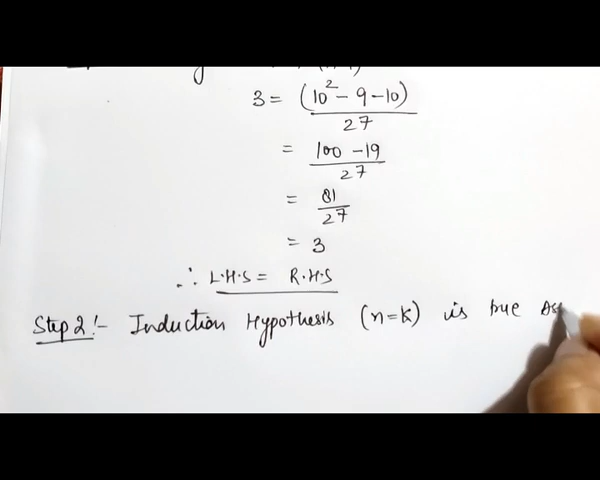 3 = (10² - 9 - 10)
27
= 100 - 19
27
= 81
27
= 3
∴ L.H.S = R.H.S
Step 2:- Induction Hypothesis (n=k) is true